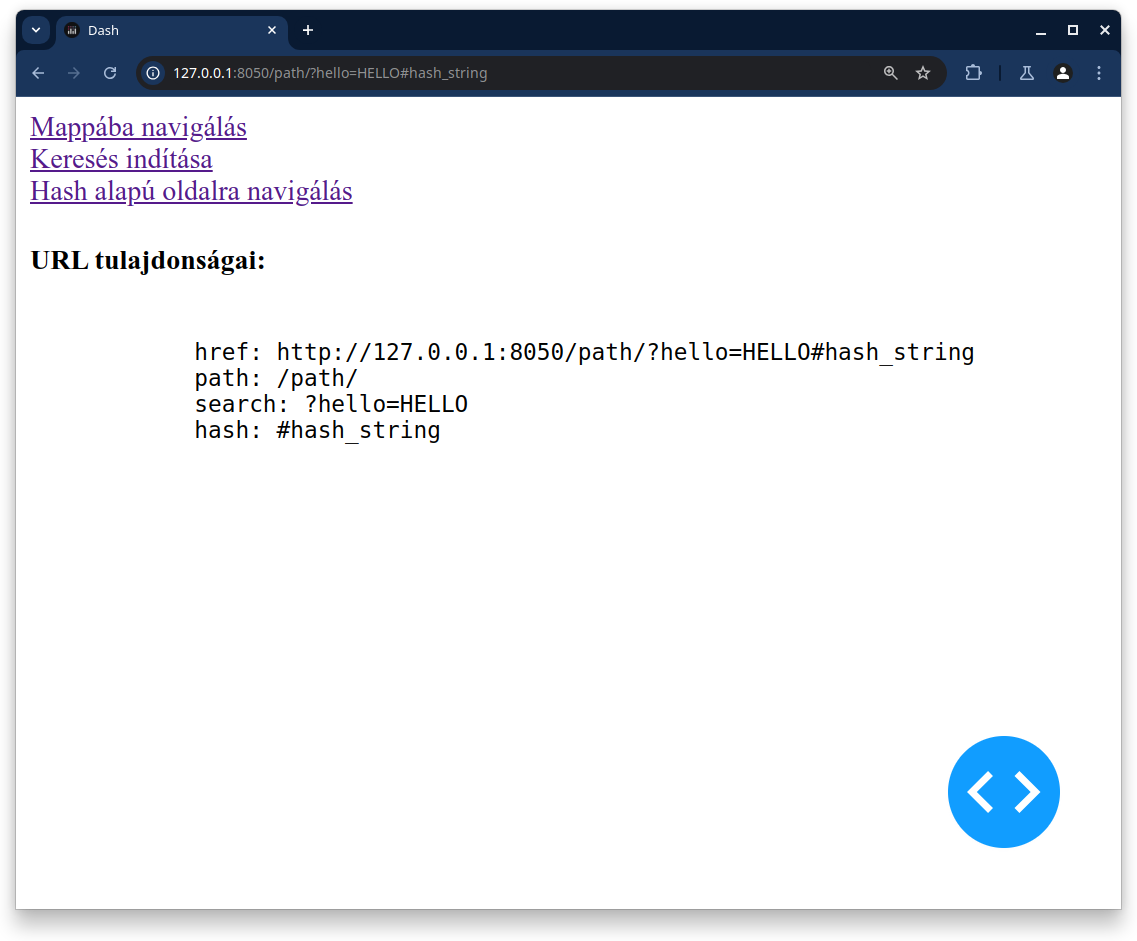 Dash
127.0.0.1:8050/path/?hello=HELLO#hash_string
Mappába navigálás
Keresés indítása
Hash alapú oldalra navigálás
URL tulajdonságai:
href: http://127.0.0.1:8050/path/?hello=HELLO#hash_string
path: /path/
search: ?hello=HELLO
hash: #hash_string